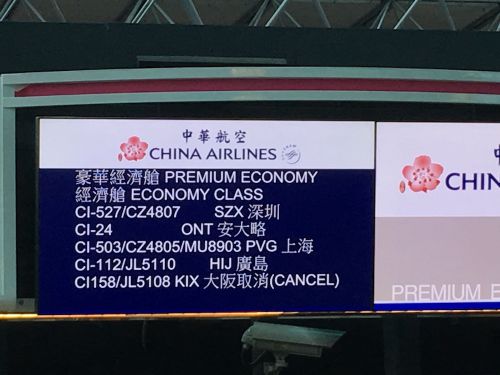 中華航空
CHINA AIRLINES
豪華經濟艙 PREMIUM ECONOMY
經濟艙 ECONOMY CLASS
CI-527/CZ4807 SZX 深圳
CI-24 ONT 安大略
CI-503/CZ4805/MU8903 PVG 上海
CI-112/JL5110 HIJ 廣島
CI158/JL5108 KIX 大阪取消(CANCEL)
中
CHIN
PREMIUM E